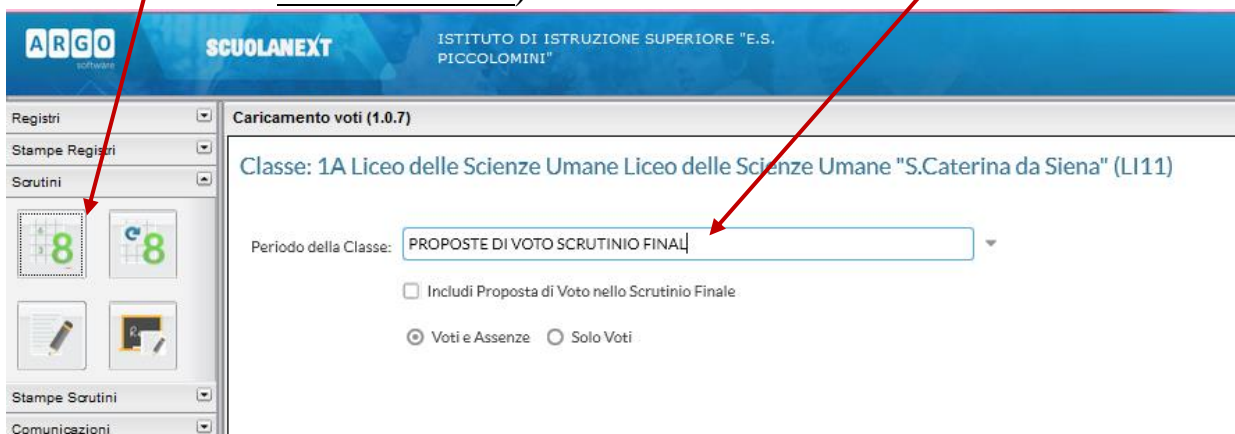 ARGO
software
SCUOLANEXT
ISTITUTO DI ISTRUZIONE SUPERIORE "E.S.
PICCOLOMINI"
Registri
Stampe Registri
Scrutini
8
8
Stampe Scrutini
Comunicazioni
Caricamento voti (1.0.7)
Classe: 1A Liceo delle Scienze Umane Liceo delle Scienze Umane "S.Caterina da Siena" (LI11)
Periodo della Classe: PROPOSTE DI VOTO SCRUTINIO FINAL
Includi Proposta di Voto nello Scrutinio Finale
Voti e Assenze Solo Voti